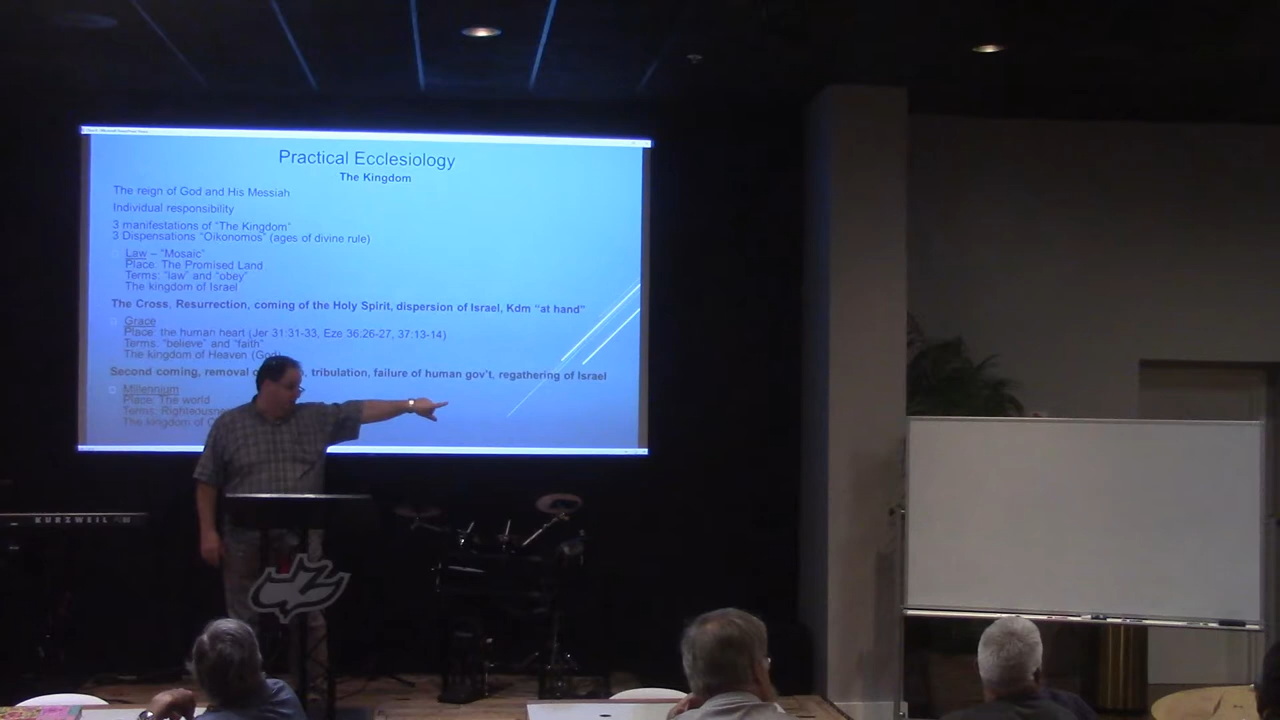 Practical Ecclesiology
The Kingdom
The reign of God and His Messiah
Individual responsibility
3 manifestations of "The Kingdom"
3 Dispensations "Oikonomos" (ages of divine rule)
Law – "Mosaic"
Place: The Promised Land
Terms: "law" and "obey"
The kingdom of Israel
The Cross, Resurrection, coming of the Holy Spirit, dispersion of Israel, Kdm "at hand"
Grace
Place: the human heart (Jer 31:31-33, Eze 36:26-27, 37:13-14)
Terms: "believe" and "faith"
The kingdom of Heaven (God)
Second coming, removal tribulation, failure of human gov't, regathering of Israel
Millennium
Place: The world
Terms:
The kingdom of
KURZWEIL